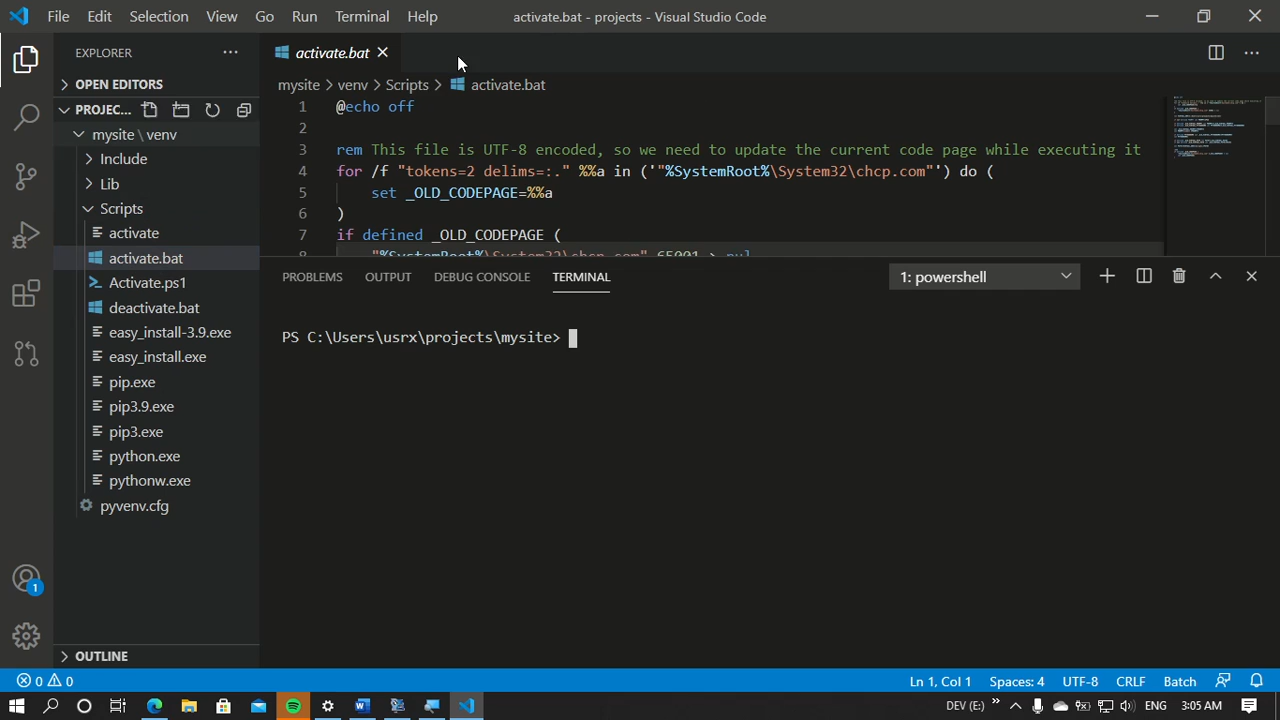 File Edit Selection View Go Run Terminal Help
activate.bat - projects - Visual Studio Code
EXPLORER
OPEN EDITORS
PROJEC...
mysite \ venv
Include
Lib
Scripts
activate
activate.bat
Activate.ps1
deactivate.bat
easy_install-3.9.exe
easy_install.exe
pip.exe
pip3.9.exe
pip3.exe
python.exe
pythonw.exe
pyvenv.cfg
OUTLINE
activate.bat
mysite > venv > Scripts > activate.bat
1 @echo off
2
3 rem This file is UTF-8 encoded, so we need to update the current code page while executing it
4 for /f "tokens=2 delims=:." %%a in ('"%SystemRoot%\System32\chcp.com"') do (
5 set _OLD_CODEPAGE=%%a
6 )
7 if defined _OLD_CODEPAGE (
8 "%SystemRoot%\System32\chcp.com" 65001 > nul
PROBLEMS OUTPUT DEBUG CONSOLE TERMINAL
1: powershell
PS C:\Users\usrx\projects\mysite>
1
0 0
Ln 1, Col 1 Spaces: 4 UTF-8 CRLF Batch
DEV (E:) ENG 3:05 AM